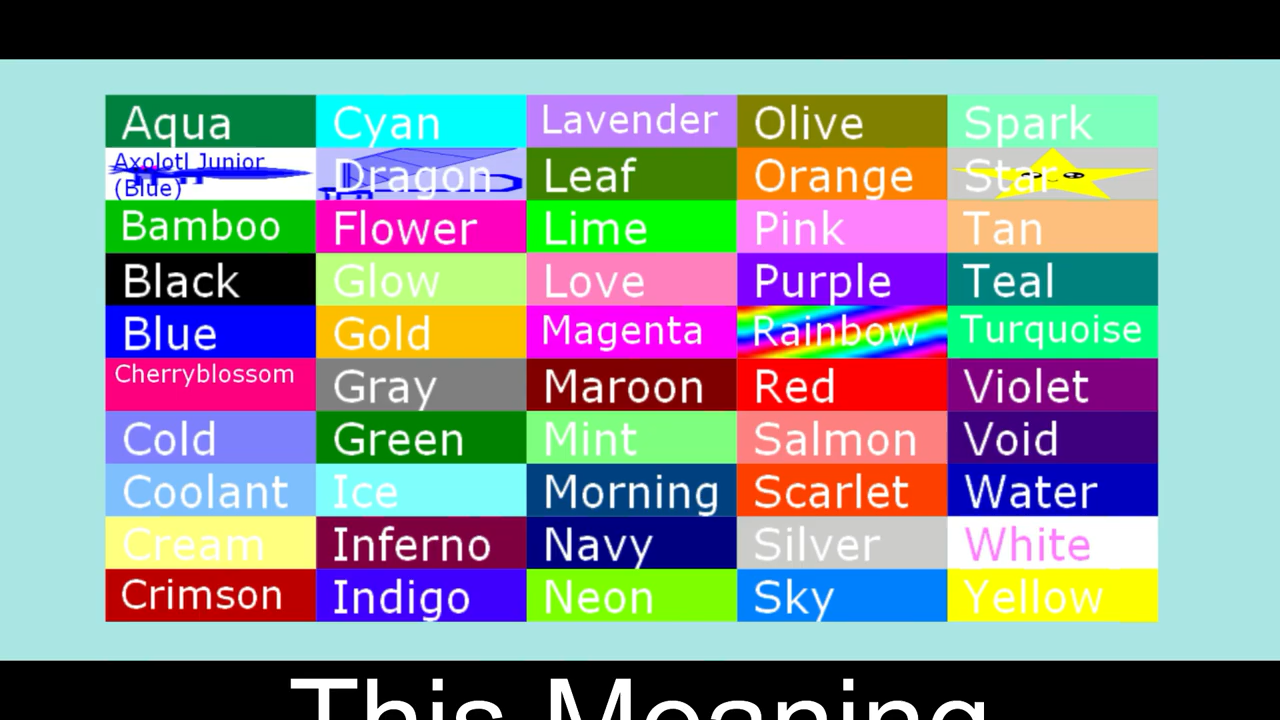 Aqua Cyan Lavender Olive Spark
Axolotl Junior
(Blue) Dragon Leaf Orange Star
Bamboo Flower Lime Pink Tan
Black Glow Love Purple Teal
Blue Gold Magenta Rainbow Turquoise
Cherryblossom Gray Maroon Red Violet
Cold Green Mint Salmon Void
Coolant Ice Morning Scarlet Water
Cream Inferno Navy Silver White
Crimson Indigo Neon Sky Yellow
This Meaning